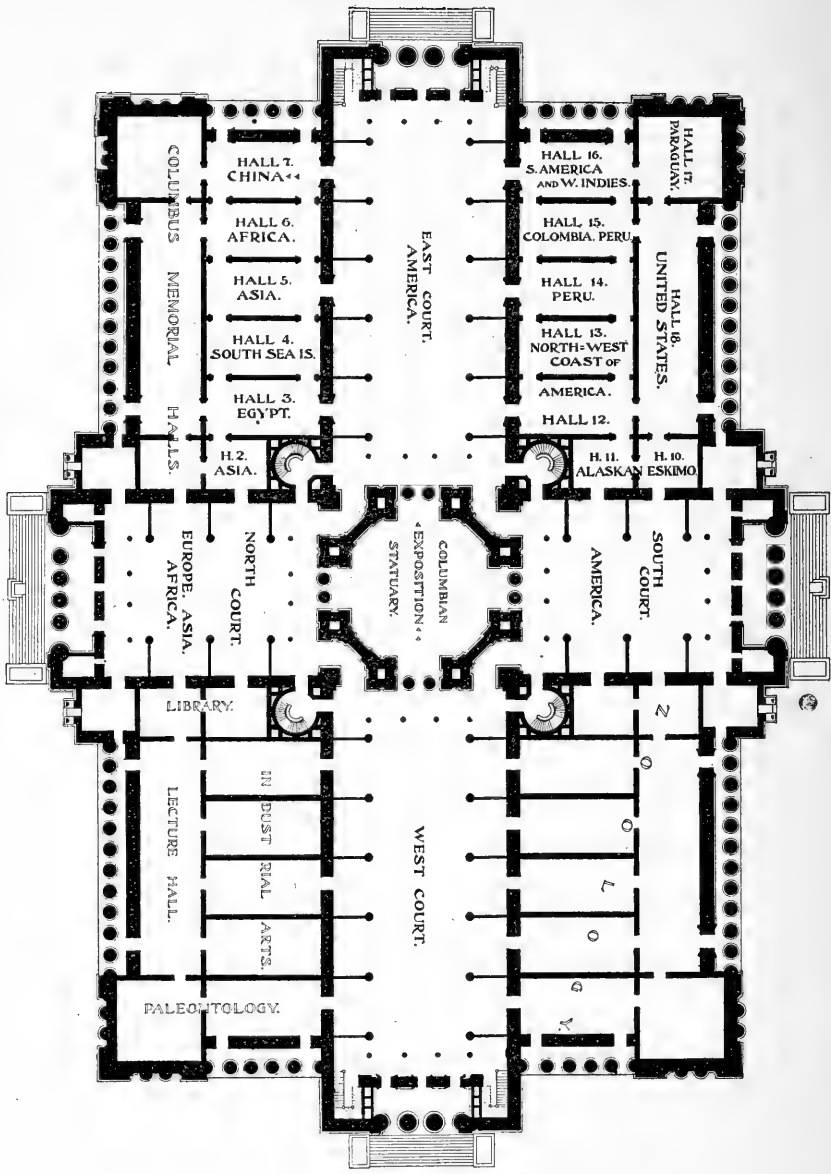 HALL 7.
CHINA
HALL 6.
AFRICA.
HALL 5.
ASIA.
HALL 4.
SOUTH SEA IS.
HALL 3.
EGYPT.
H. 2.
ASIA.
COLUMBUS MEMORIAL HALLS.
EAST COURT.
AMERICA.
HALL 16.
S. AMERICA
AND W. INDIES.
HALL 15.
COLOMBIA. PERU.
HALL 14.
PERU.
HALL 13.
NORTH=WEST
COAST OF
AMERICA.
HALL 12.
H. 11.
H. 10.
ALASKAN ESKIMO.
HALL 17.
PARAGUAY.
HALL 18.
UNITED STATES.
NORTH
COURT.
EUROPE. ASIA.
AFRICA.
COLUMBIAN
EXPOSITION
STATUARY.
SOUTH
COURT.
AMERICA.
LIBRARY.
LECTURE HALL.
INDUSTRIAL ARTS.
PALEONTOLOGY.
WEST COURT.
ZOOLOGY.